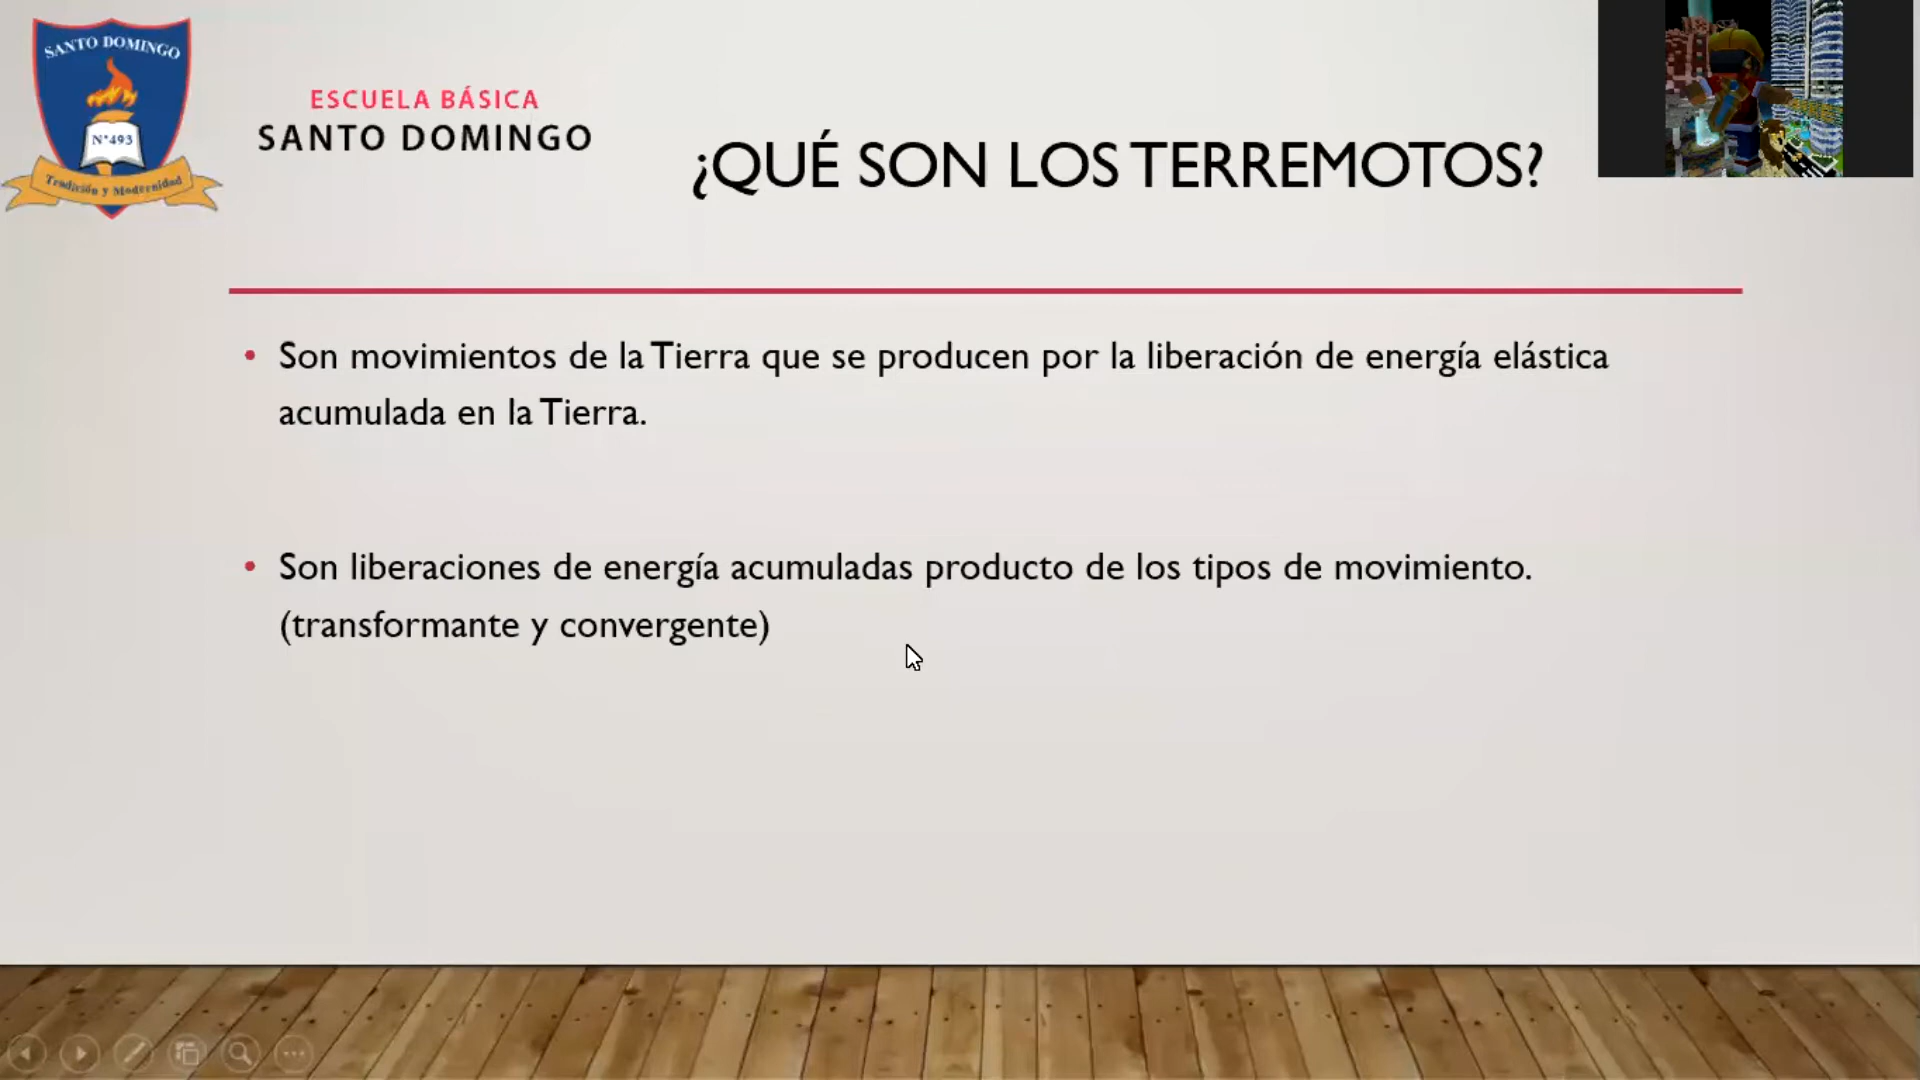 SANTO DOMINGO
N°493
Tradición y Modernidad
ESCUELA BÁSICA
SANTO DOMINGO
¿QUÉ SON LOS TERREMOTOS?
• Son movimientos de la Tierra que se producen por la liberación de energía elástica
acumulada en la Tierra.
• Son liberaciones de energía acumuladas producto de los tipos de movimiento.
(transformante y convergente)